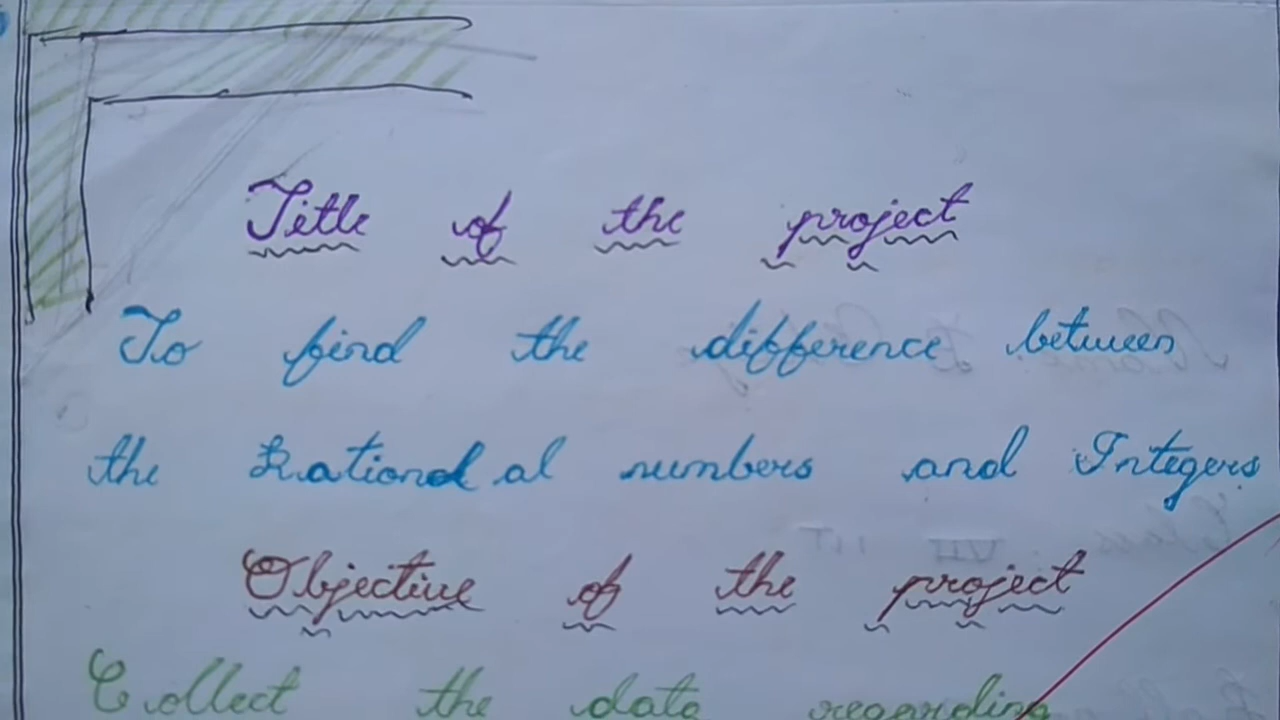 Title of the project
To find the difference between
the Rational numbers and Integers
Objective of the project
Collect the data regarding